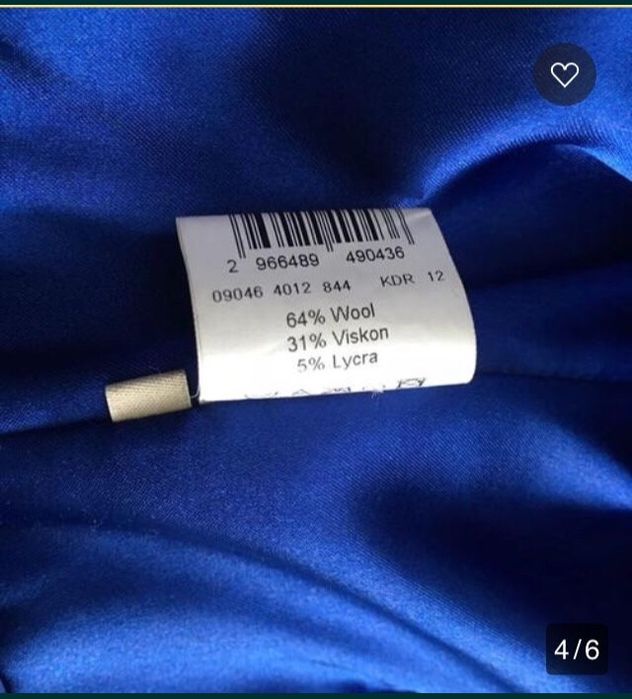 2 966489 490436
09046 4012 844 KDR 12
64% Wool
31% Viskon
5% Lycra
4/6